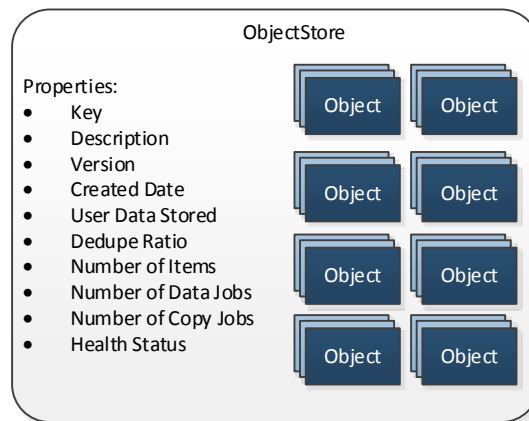 ObjectStore
Properties:
• Key
• Description
• Version
• Created Date
• User Data Stored
• Dedupe Ratio
• Number of Items
• Number of Data Jobs
• Number of Copy Jobs
• Health Status
Object Object
Object Object
Object Object
Object Object